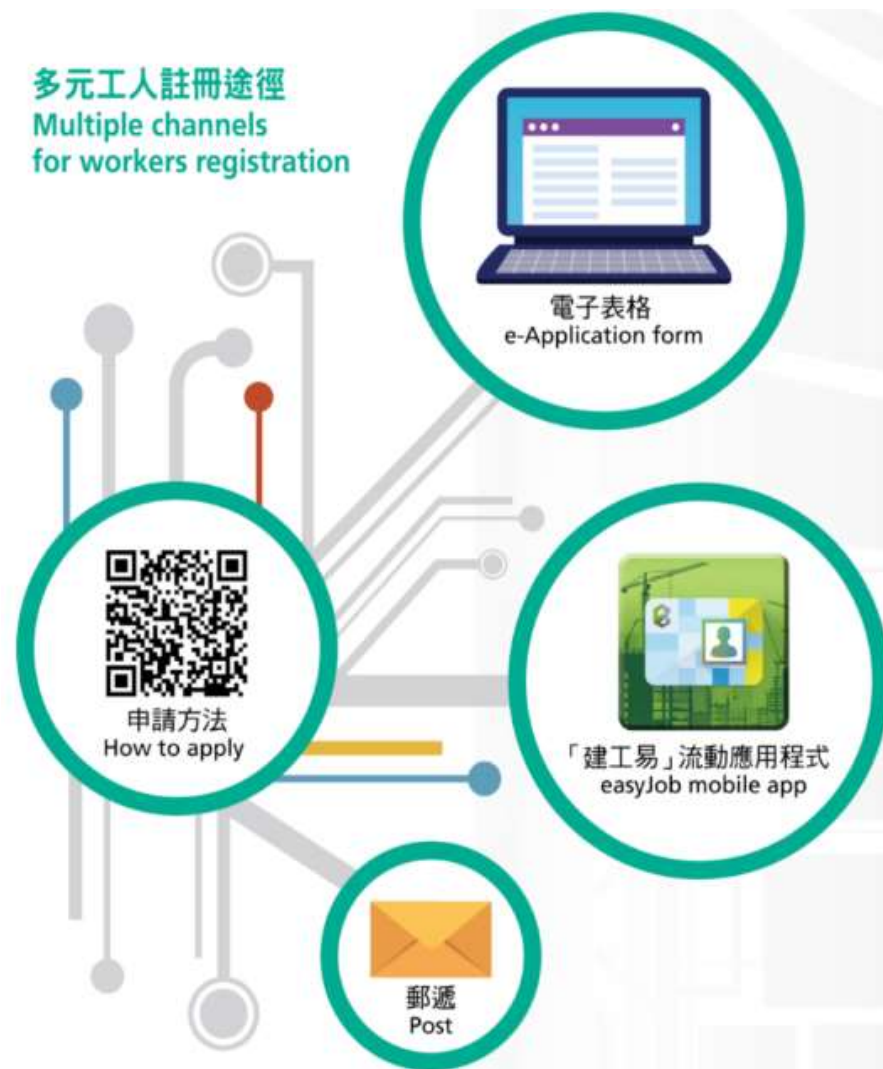 多元工人註冊途徑
Multiple channels
for workers registration
電子表格
e-Application form
申請方法
How to apply
「建工易」流動應用程式
easyJob mobile app
郵遞
Post